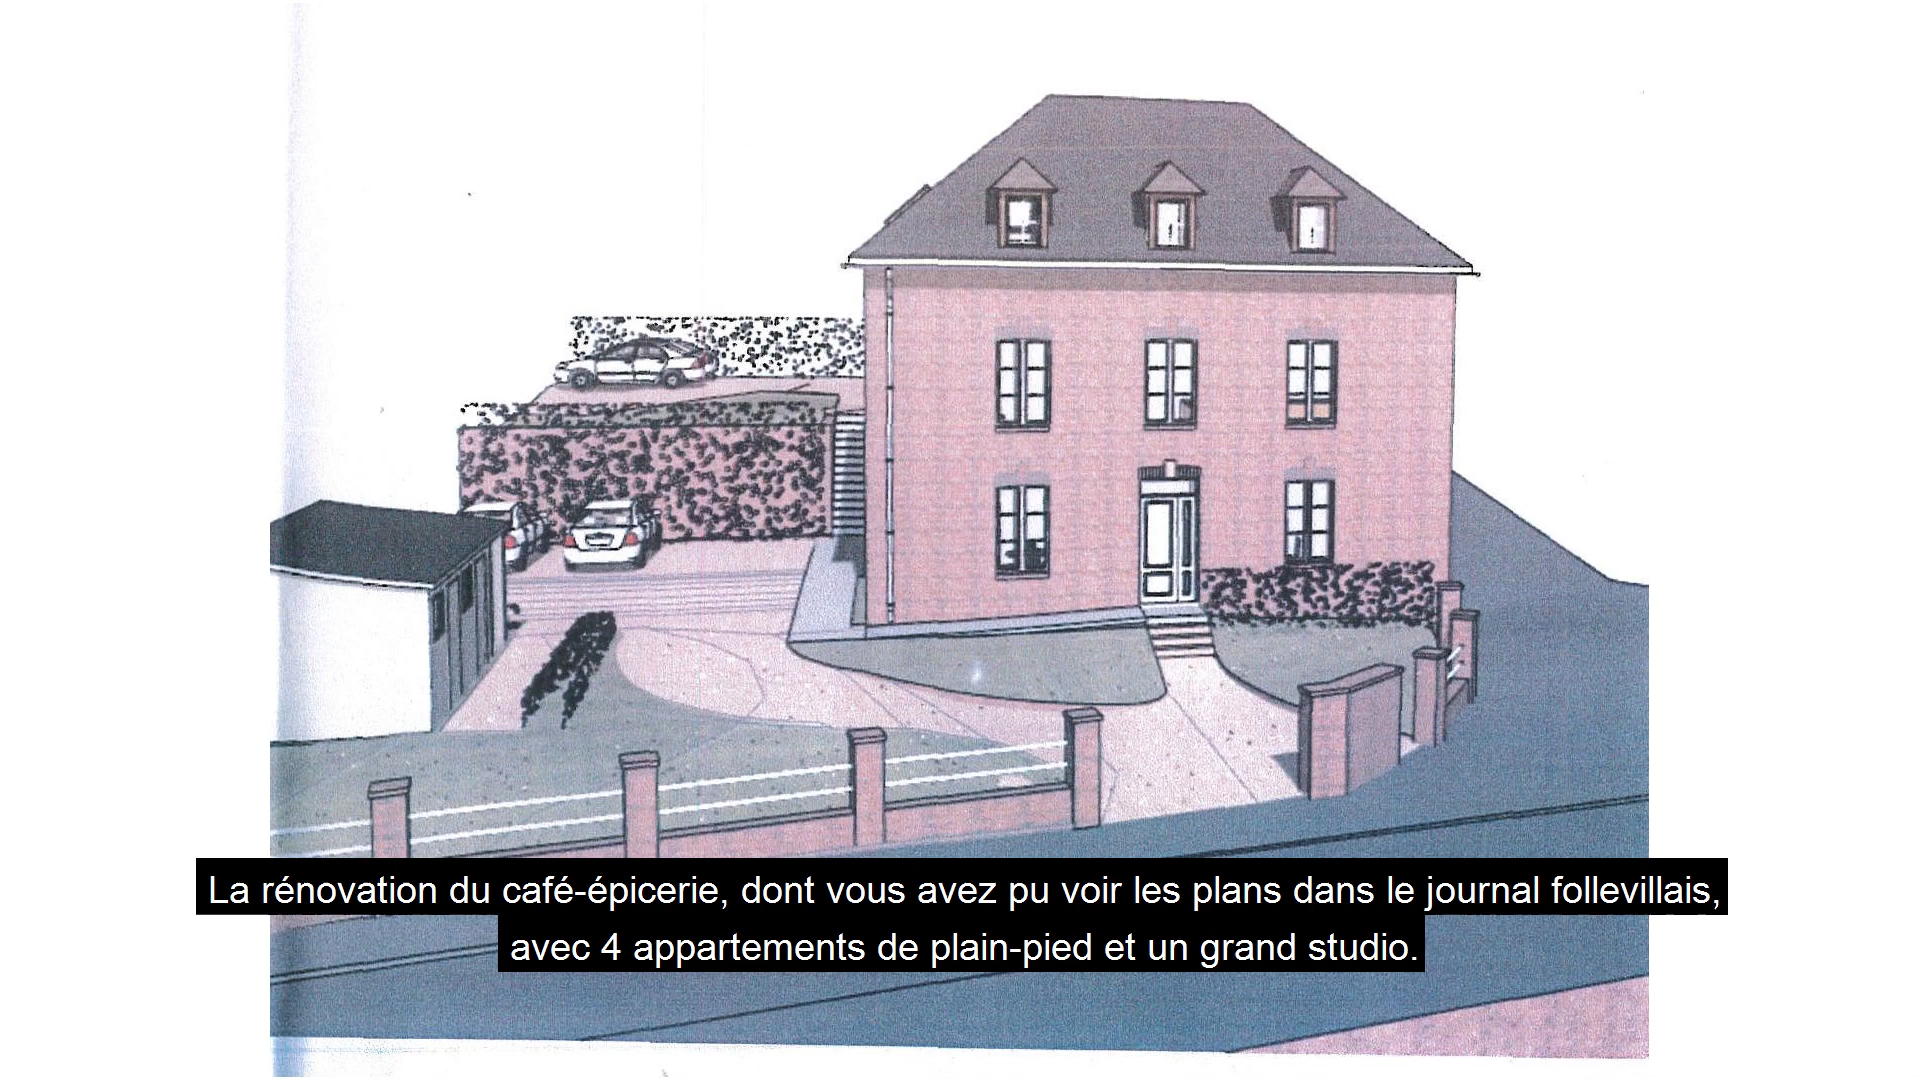 La rénovation du café-épicerie, dont vous avez pu voir les plans dans le journal follevillais,
avec 4 appartements de plain-pied et un grand studio.